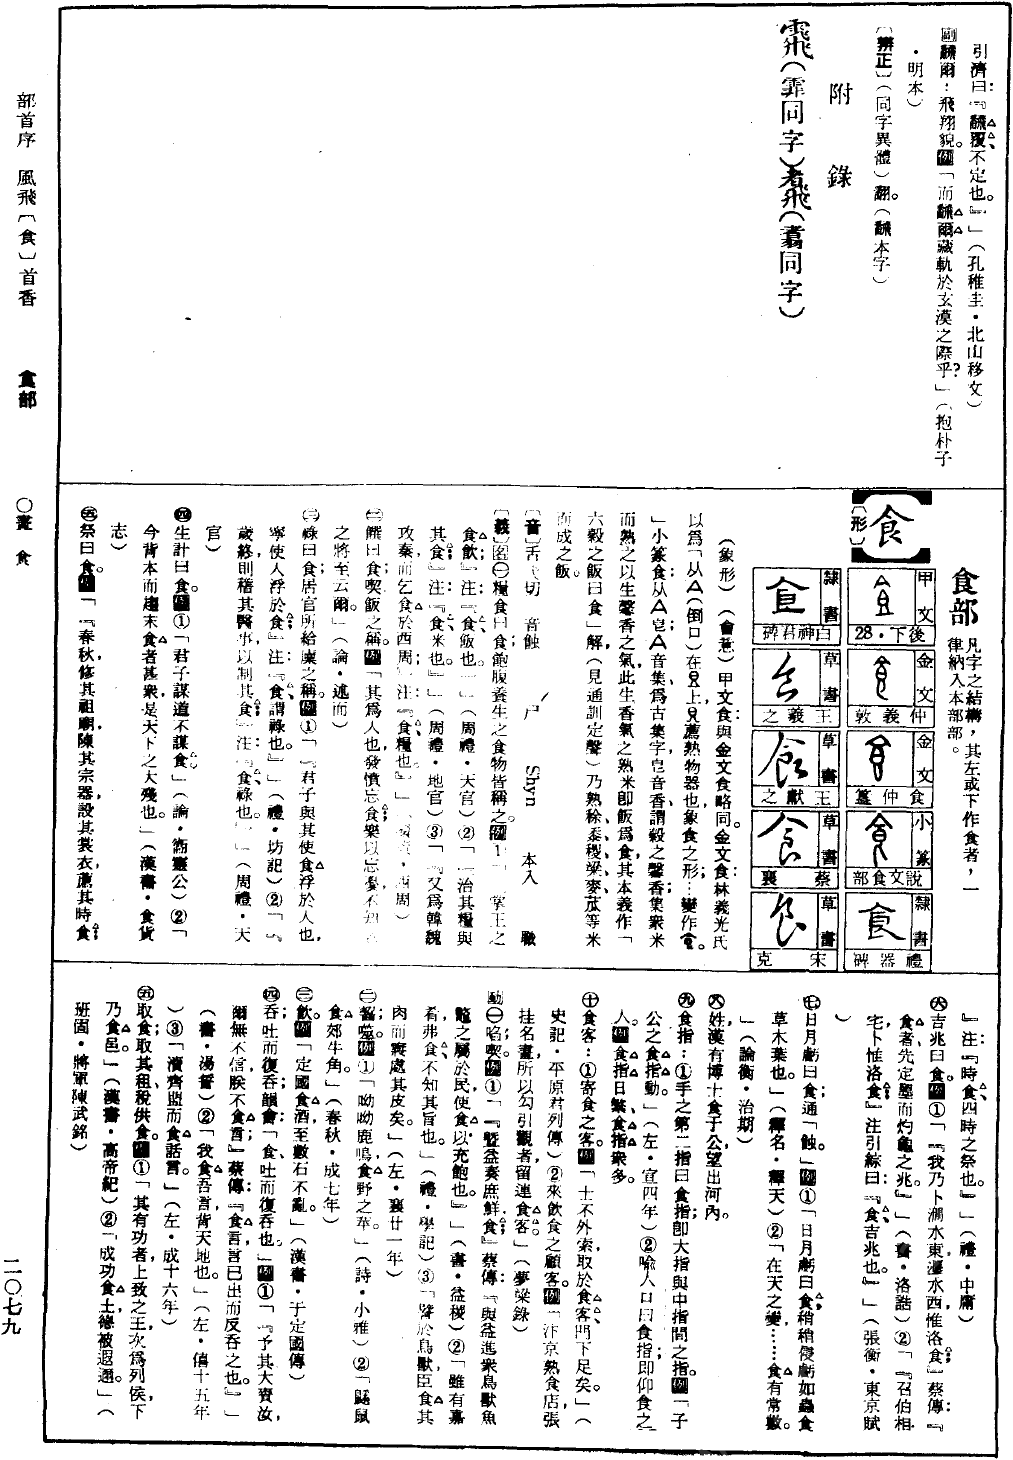 引濟曰：『翻覆不定也。』」（孔稚圭・北山移文）
飛翔貌。例「而
藏軌於玄漠之際乎？」（抱朴子
・明本）
〔辨正〕（同字異體）翻。
附錄
（霏同字）
（翥同字）
食部 凡字之結構，其左或下作食者，一
律納入本部部。
【食】
〔形〕
甲文 後下・28
金文 仲義敦
金文 食仲簋
小篆 說文食部
隸書 禮器碑
隸書 白神君碑
草書 王羲之
草書 王獻之
草書 蔡襄
草書 宋克
（象形）（會意）甲文食：與金文食略同。金文食：林義光氏
以爲「从A（倒口）在皀上，皀薦熟物器也，象食之形；變作食。
」小篆食：从A皀，A音集，爲古集字，皀音香，謂穀之馨香；集衆米
而熟之以生馨香之氣，此生香氣之熟米即飯爲食，其本義作「
六穀之飯曰食」解（見通訓定聲）乃熟稌、黍、稷、粱、麥、苽等米
而成之飯。
〔音〕舌弋切 音蝕 ㄕ Shyn 本入 職
〔義〕名㊀糧食曰食，飽腹養生之食物皆稱之。例①「『掌王之
食飲』注：『食，飯也。』」（周禮・大官）②「『治其糧與
其食』注：『食，米也。』」（周禮・地官）③「『又爲韓魏
攻秦而乞食於西周』注：『食，糧也。』」（
西周）
㊁饌曰食，喫飯之稱。例「其爲人也，發憤忘食，樂以忘憂，不知老
之將至云爾。」（論・述而）
㊂祿曰食，居官所給廩之稱。例①「『君子與其使食浮於人也，
寧使人浮於食』注：『食謂祿也。』」（禮・坊記）②「『
歲終則稽其醫事，以制其食』注：『食，祿也。』」（周禮・天
官）
㊃生計曰食。例①「君子謀道不謀食」（論・衞靈公）②「
今背本而趨末，食者甚衆，是天下之大殘也。」（漢書・食貨
志）
㊄祭曰食。例「『春秋，修其祖廟，陳其宗器，設其裳衣，薦其時食
』注：『時食，四時之祭也。』」（禮・中庸）
㊅吉兆曰食。例①「『我乃卜澗水東，瀍水西，惟洛食』蔡傳：『
食者，先定墨而灼龜之兆。』」（書・洛誥）②「『召伯相
宅，卜惟洛食』注引綜曰：『食，吉兆也。』」（張衡・東京賦
）
㊆日月虧曰食，通「蝕。」例①「日月虧曰食，稍稍侵虧如蟲食
草木葉也。」（釋名・釋天）②「在天之變，……食有常數。
」（論衡・治期）
㊇姓，漢有博士食子公，望出河內。
㊈食指：①手之第二指曰食指；即大指與中指間之指。例「子
公之食指動。」（左・宣四年）②喻人口曰食指，即仰食之
人。例「食指日繁，食指衆多。
㊉食客：①寄食之客。例「士不外索，取於食客門下足矣。」（
史記・平原君列傳）②來飲食之顧客。例「汴京熟食店，張
挂名畫，所以勾引觀者，留連食客。」（夢粱錄）
動㊀啗喫。例①「『暨益奏庶鮮食』蔡傳：『與益進衆鳥獸魚
鼈之屬於民，使食以充飽也。』」（書・益稷）②「雖有嘉
肴，弗食不知其旨也。」（禮・學記）③「譬於鳥獸，臣食其
肉而寢處其皮矣。」（左・襄廿一年）
㊁齧噬。例①「呦呦鹿鳴，食野之苹。」（詩・小雅）②「鼷鼠
食郊牛角。」（春秋・成七年）
㊂飲。例「定國食酒至數石不亂。」（漢書・于定國傳）
㊃吞吐而復吞；韻會「食，吐而復吞也。」例①「『予其大賚汝，
爾無不信，朕不食言』蔡傳：『食言，言已出而反吞之也。』」
（書・湯誓）②「我食吾言，背天地也。」（左・僖十五年
）③「瀆齊盟而食話言。」（左・成十六年）
㊄取食；取其租稅供食。例①「其有功者，上致之王，次爲列侯，下
乃食邑。」（漢書・高帝紀）②「成功食土，德被遐邇。」（
班固・將軍陳武銘）
部首序 風飛〔食〕首香 食部
食
二〇七九